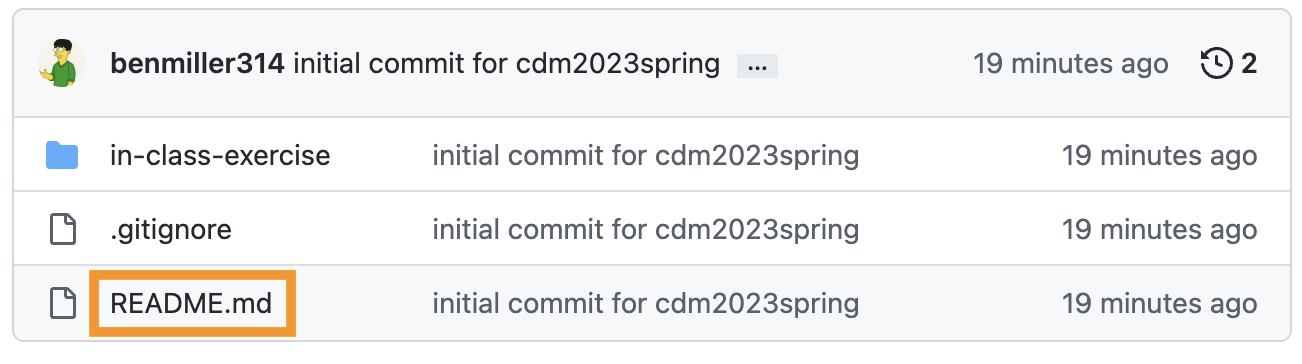 benmiller314 initial commit for cdm2023spring ... 19 minutes ago 2
in-class-exercise initial commit for cdm2023spring 19 minutes ago
.gitignore initial commit for cdm2023spring 19 minutes ago
README.md initial commit for cdm2023spring 19 minutes ago